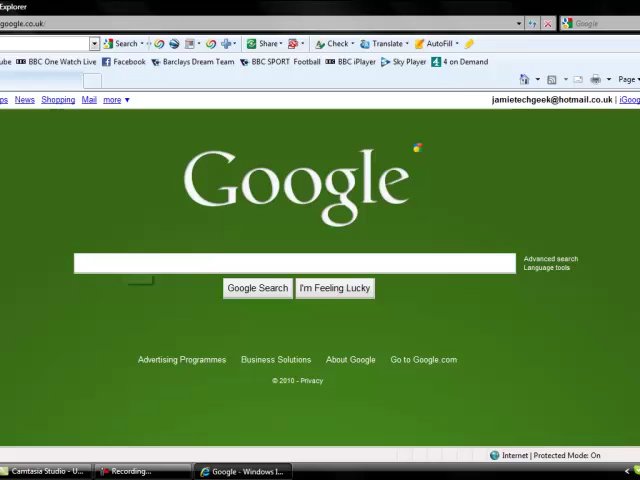 Explorer
google.co.uk/
Google
Search
Share
Check
Translate
AutoFill
BBC One Watch Live
Facebook
Barclays Dream Team
BBC SPORT Football
BBC iPlayer
Sky Player
4 on Demand
Page
News Shopping Mail more ▼
jamietechgeek@hotmail.co.uk | iGoog
Google
Advanced search
Language tools
Google Search
I'm Feeling Lucky
Advertising Programmes Business Solutions About Google Go to Google.com
© 2010 - Privacy
Internet | Protected Mode: On
Camtasia Studio - U...
Recording...
Google - Windows I...